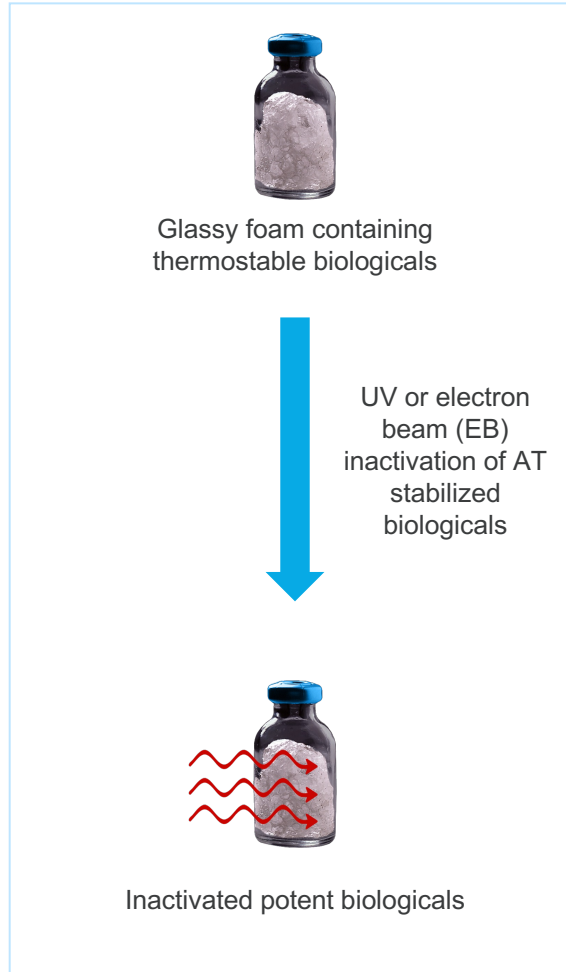 Glassy foam containing
thermostable biologicals
UV or electron
beam (EB)
inactivation of AT
stabilized
biologicals
Inactivated potent biologicals